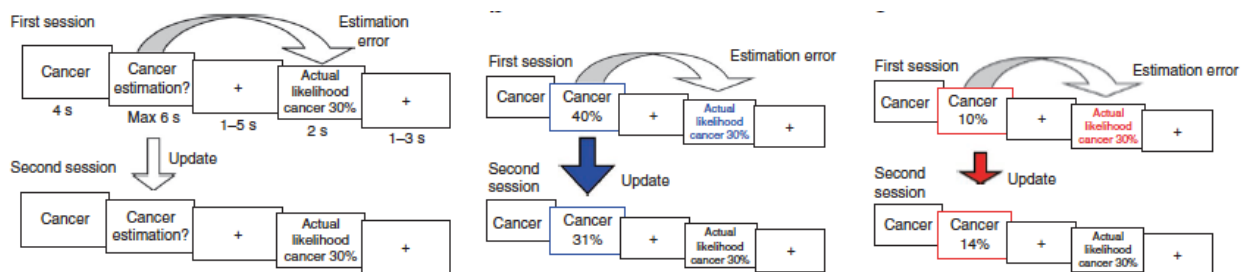 First session
Estimation
error
Cancer
Cancer
estimation?
+
Actual
likelihood
cancer 30%
+
4 s
Max 6 s
1–5 s
2 s
1–3 s
Update
Second session
Cancer
Cancer
estimation?
+
Actual
likelihood
cancer 30%
+
First session
Estimation error
Cancer
Cancer
40%
+
Actual
likelihood
cancer 30%
+
Second
session
Update
Cancer
Cancer
31%
+
Actual
likelihood
cancer 30%
+
First session
Estimation error
Cancer
Cancer
10%
+
Actual
likelihood
cancer 30%
+
Second
session
Update
Cancer
Cancer
14%
+
Actual
likelihood
cancer 30%
+